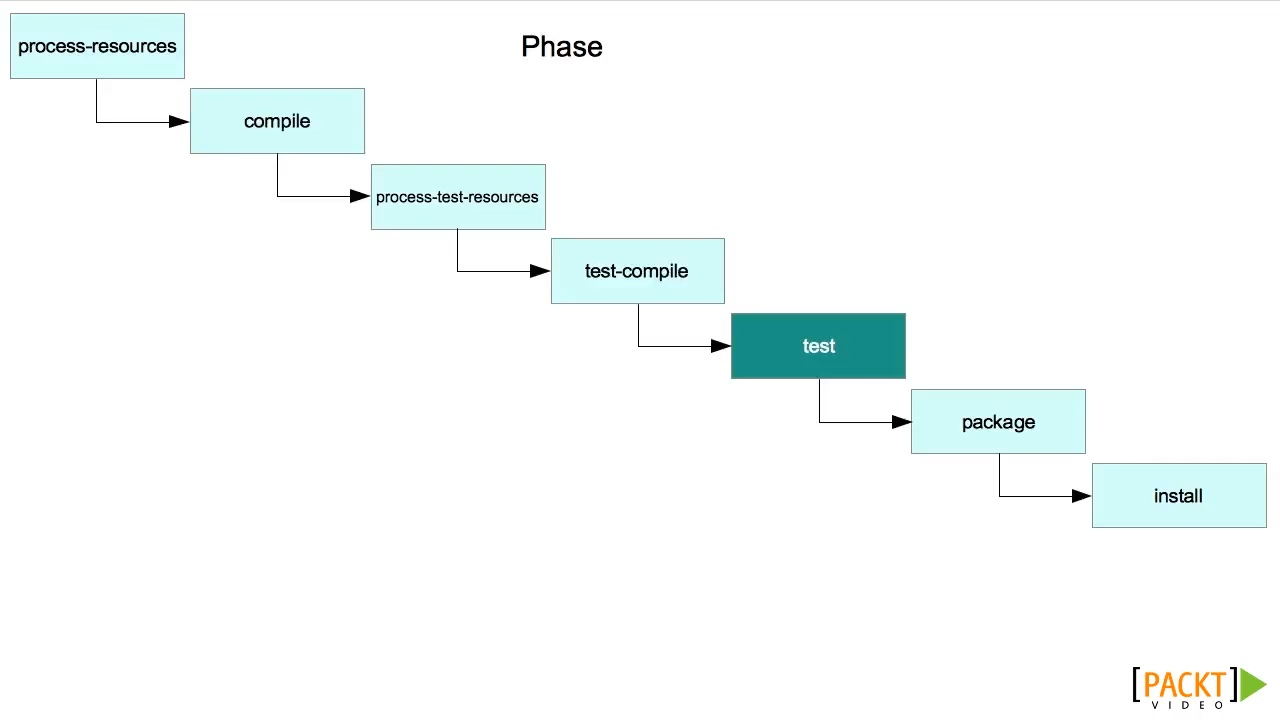 process-resources
Phase
compile
process-test-resources
test-compile
test
package
install
[PACKT]
VIDEO